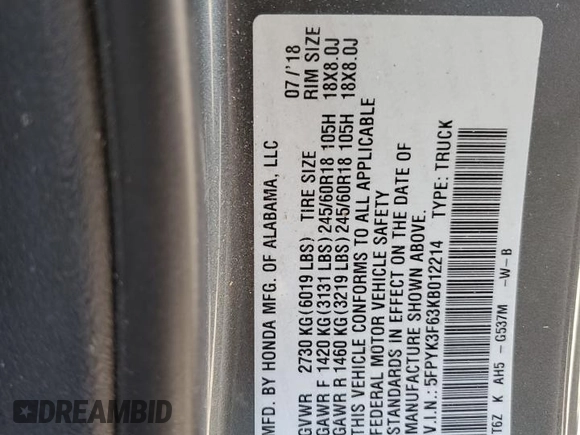 MFD. BY HONDA MFG. OF ALABAMA, LLC 07/'18
GVWR 2730 KG(6019 LBS) TIRE SIZE RIM SIZE
GAWR F 1420 KG(3131 LBS)245/60R18 105H 18X8.0J
GAWR R 1460 KG(3219 LBS)245/60R18 105H 18X8.0J
THIS VEHICLE CONFORMS TO ALL APPLICABLE
FEDERAL MOTOR VEHICLE SAFETY
STANDARDS IN EFFECT ON THE DATE OF
MANUFACTURE SHOWN ABOVE.
V.I.N.: 5FPYK3F63KB012214 TYPE: TRUCK
T6Z K AH5 - G537M -W-B
DREAMBID